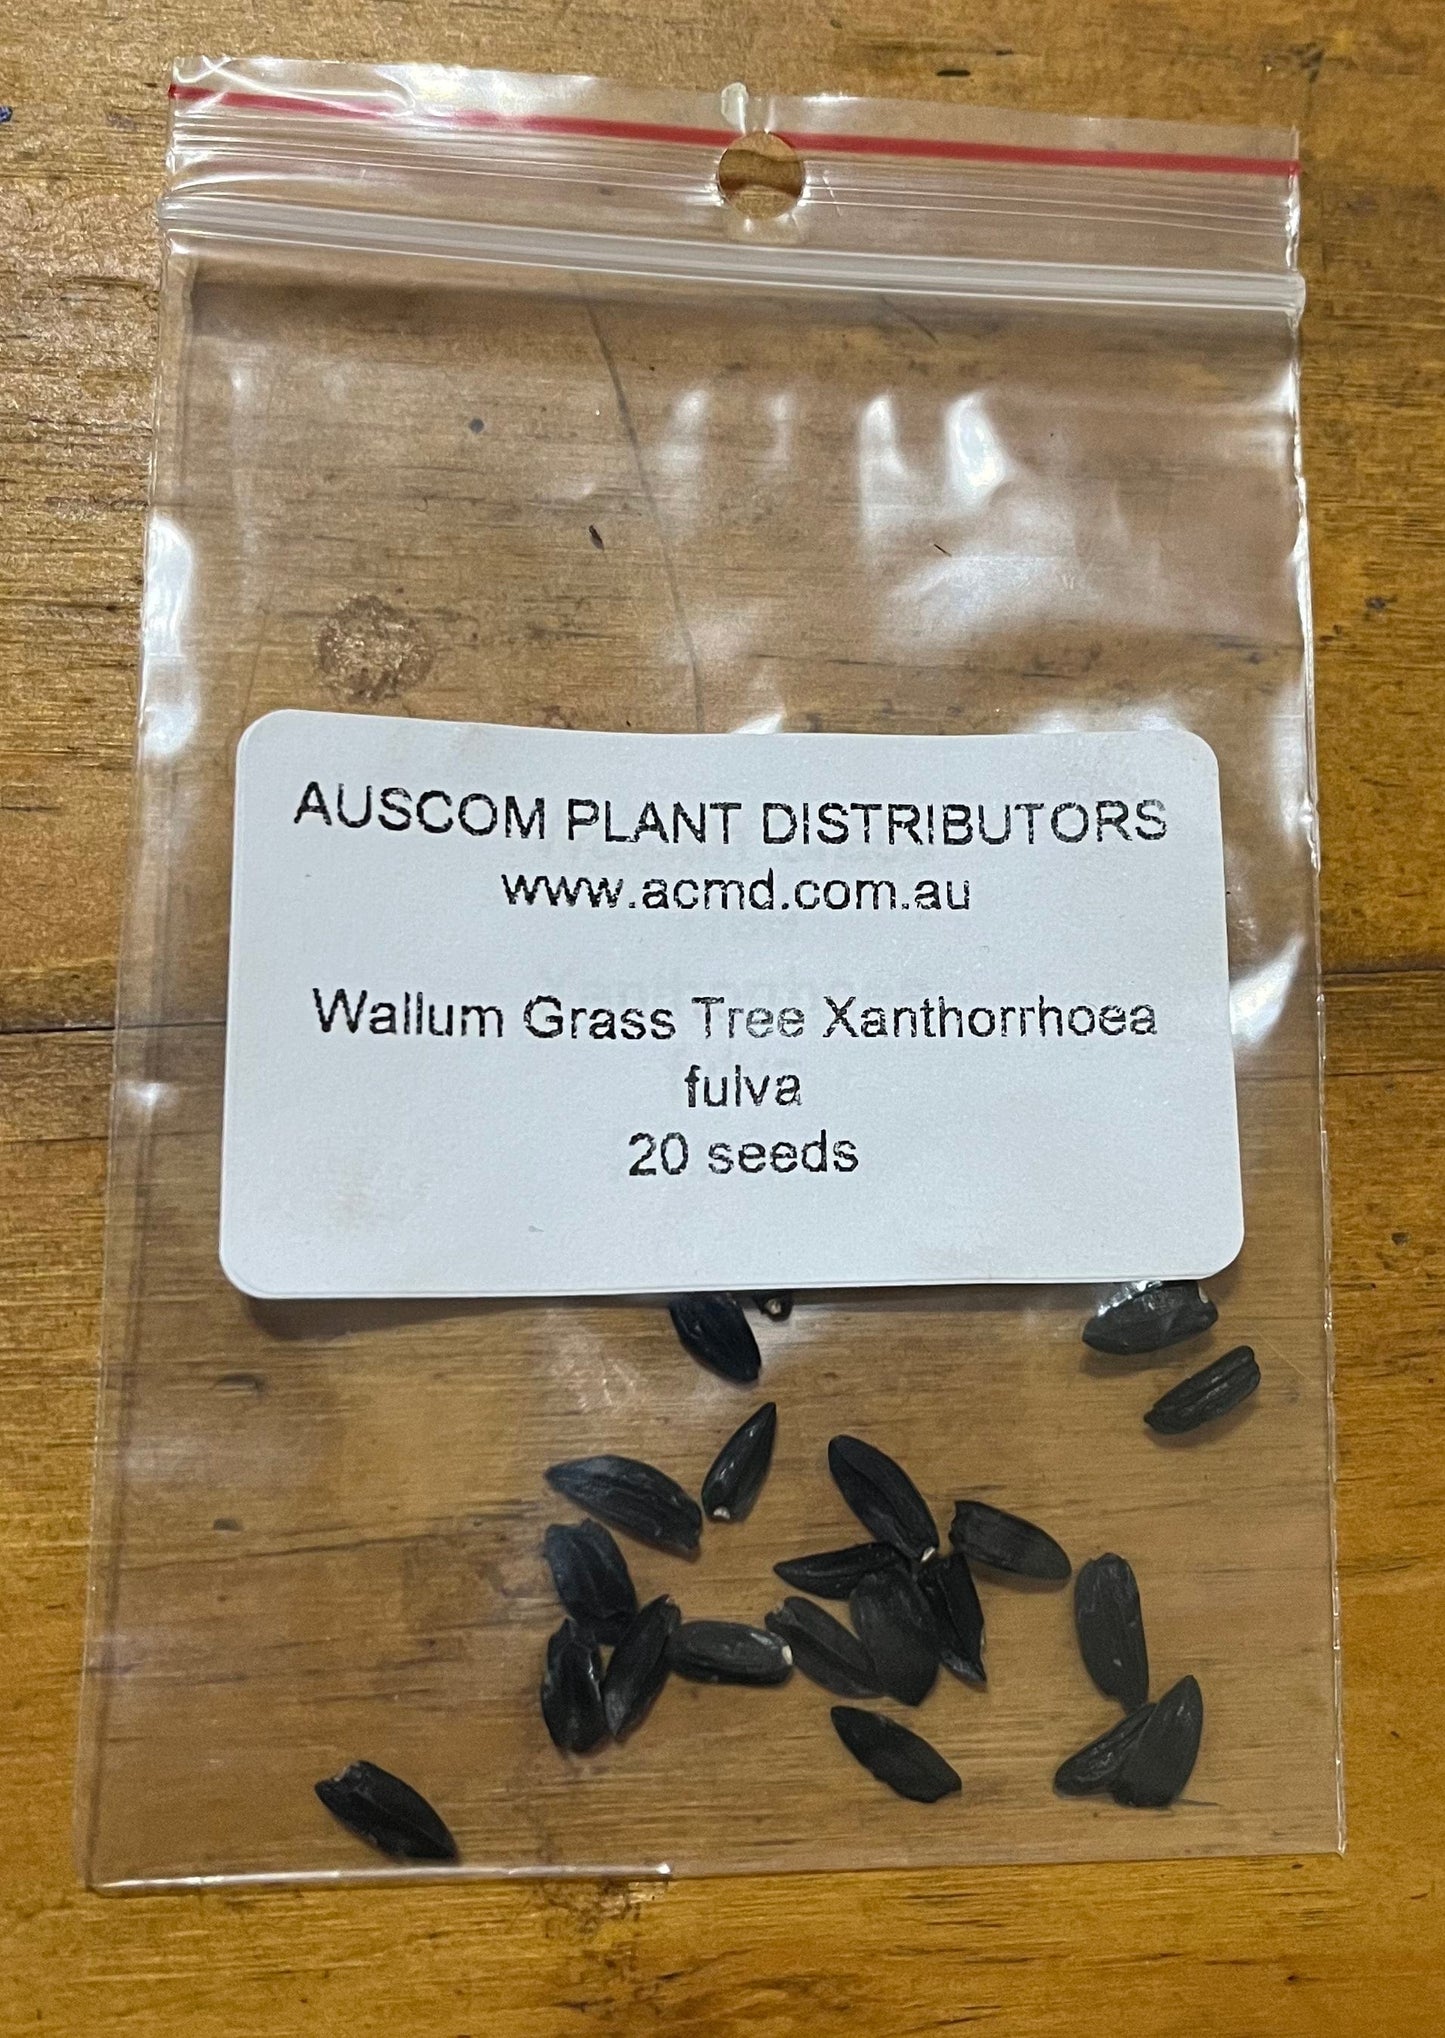 AUSCOM PLANT DISTRIBUTORS
www.acmd.com.au
Wallum Grass Tree Xanthorrhoea
fulva
20 seeds